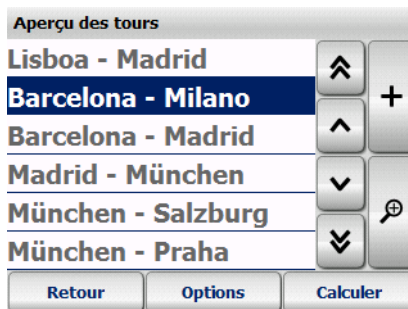 Aperçu des tours
Lisboa - Madrid
Barcelona - Milano
Barcelona - Madrid
Madrid - München
München - Salzburg
München - Praha
Retour Options Calculer